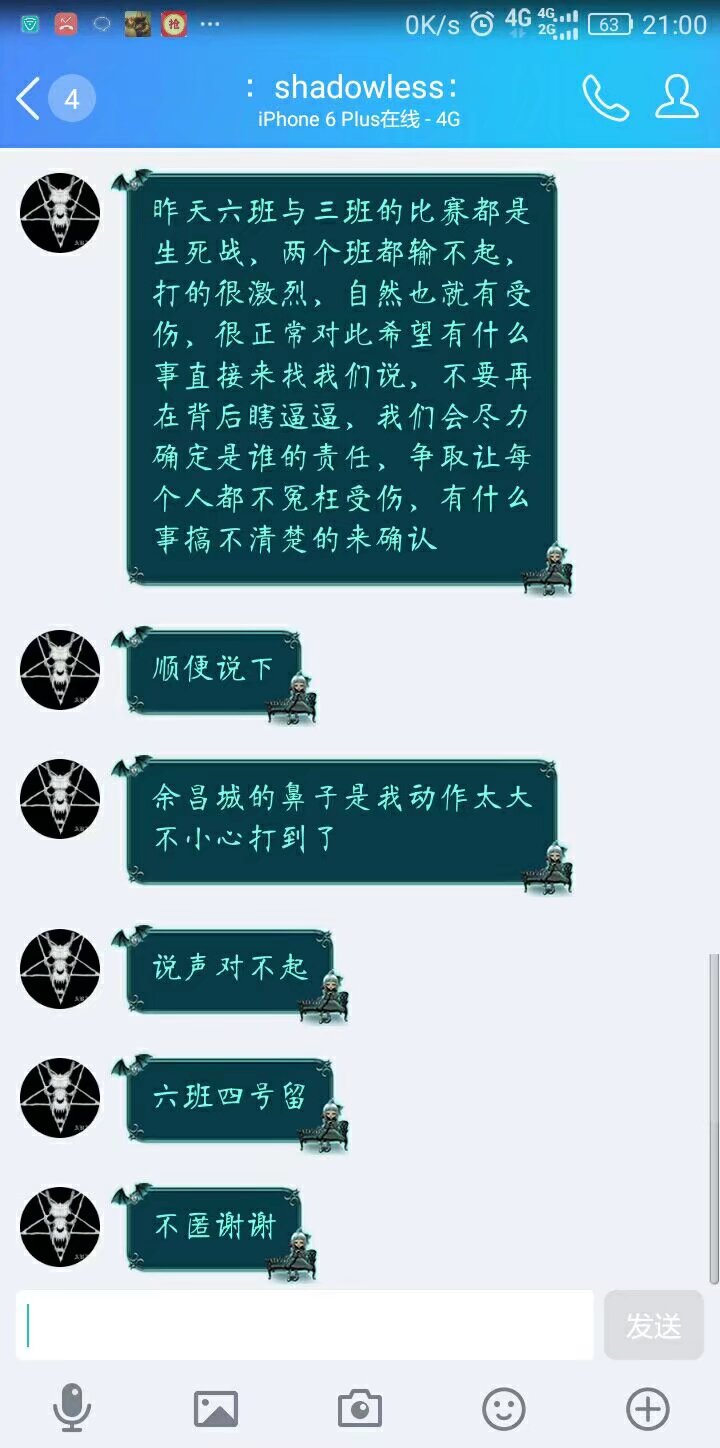 抢
0K/s
4G
4G
2G
63
21:00
4
：shadowless：
iPhone 6 Plus在线 - 4G
昨天六班与三班的比赛都是
生死战，两个班都输不起，
打的很激烈，自然也就有受
伤，很正常对此希望有什么
事直接来找我们说，不要再
在背后瞎逼逼，我们会尽力
确定是谁的责任，争取让每
个人都不冤枉受伤，有什么
事搞不清楚的来确认
顺便说下
余昌城的鼻子是我动作太大
不小心打到了
说声对不起
六班四号留
不匿谢谢
发送